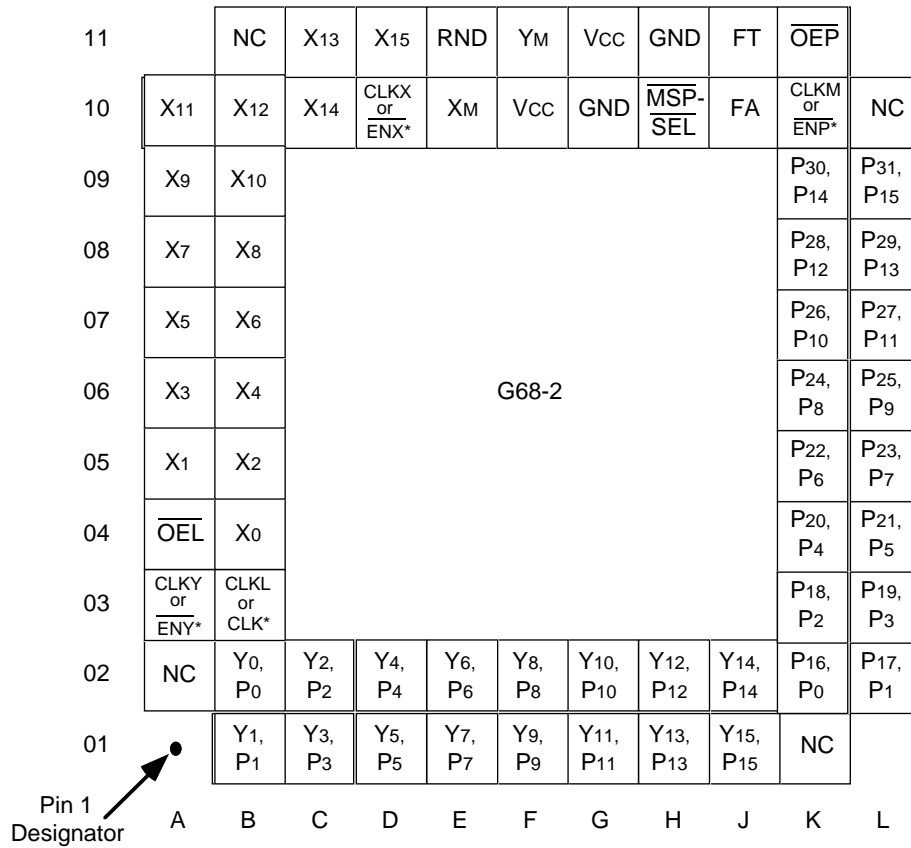 11 NC X13 X15 RND YM VCC GND FT OEP
10 X11 X12 X14 CLKX or ENX* XM VCC GND MSP-SEL FA CLKM or ENP* NC
09 X9 X10 P30, P14 P31, P15
08 X7 X8 P28, P12 P29, P13
07 X5 X6 P26, P10 P27, P11
06 X3 X4 G68-2 P24, P8 P25, P9
05 X1 X2 P22, P6 P23, P7
04 OEL X0 P20, P4 P21, P5
03 CLKY or ENY* CLKL or CLK* P18, P2 P19, P3
02 NC Y0, P0 Y2, P2 Y4, P4 Y6, P6 Y8, P8 Y10, P10 Y12, P12 Y14, P14 P16, P0 P17, P1
01 Y1, P1 Y3, P3 Y5, P5 Y7, P7 Y9, P9 Y11, P11 Y13, P13 Y15, P15 NC
Pin 1
Designator
A B C D E F G H J K L